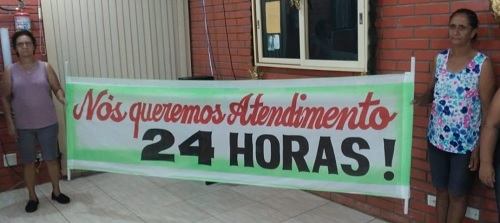 Nós queremos Atendimento
24 HORAS!